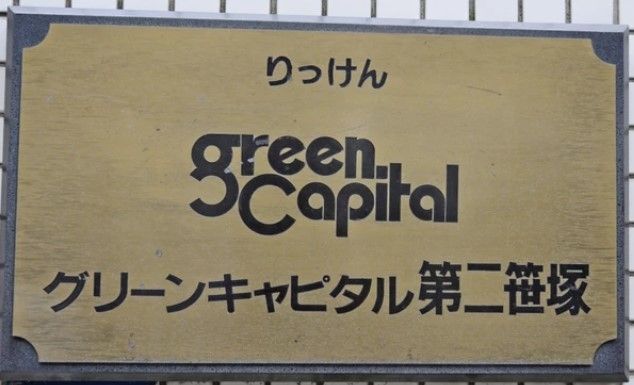 りっけん
green
Capital
グリーンキャピタル第二笹塚